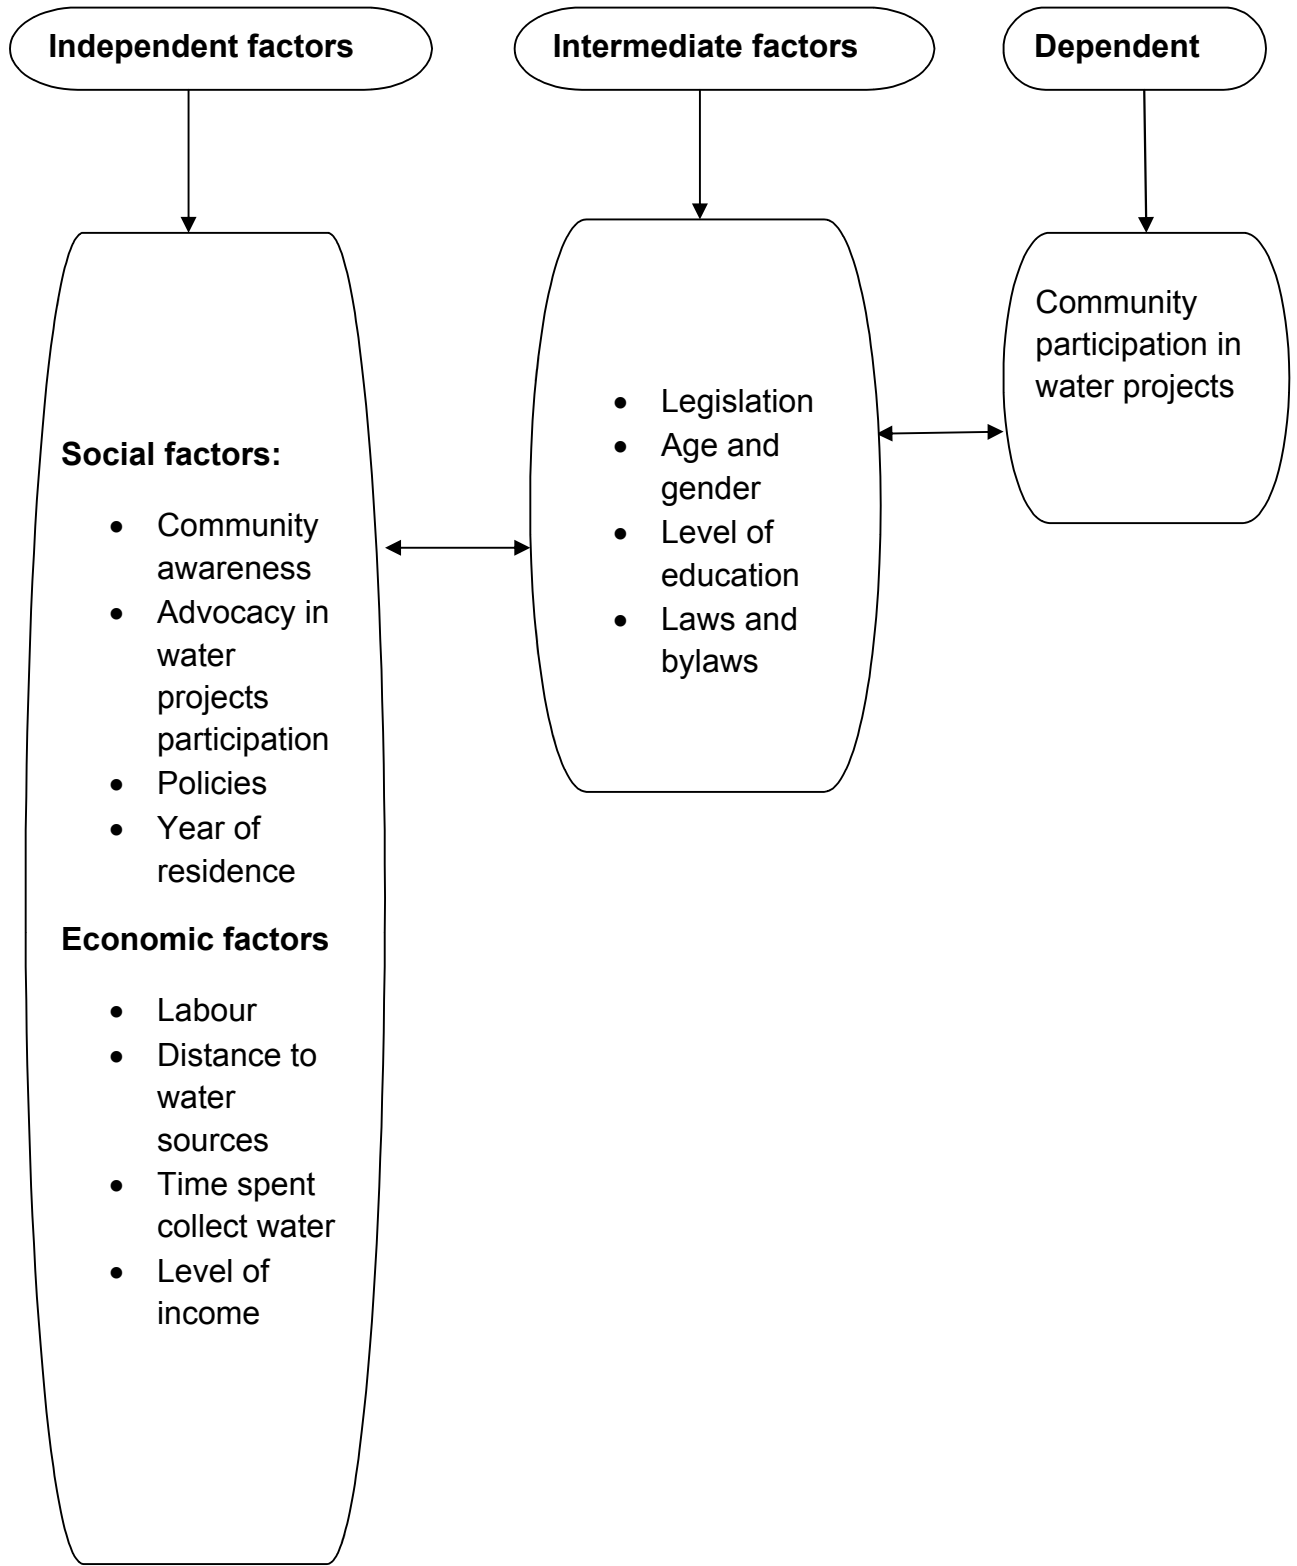 Independent factors
Intermediate factors
Dependent
Social factors:
• Community
awareness
• Advocacy in
water
projects
participation
• Policies
• Year of
residence
Economic factors
• Labour
• Distance to
water
sources
• Time spent
collect water
• Level of
income
• Legislation
• Age and
gender
• Level of
education
• Laws and
bylaws
Community
participation in
water projects